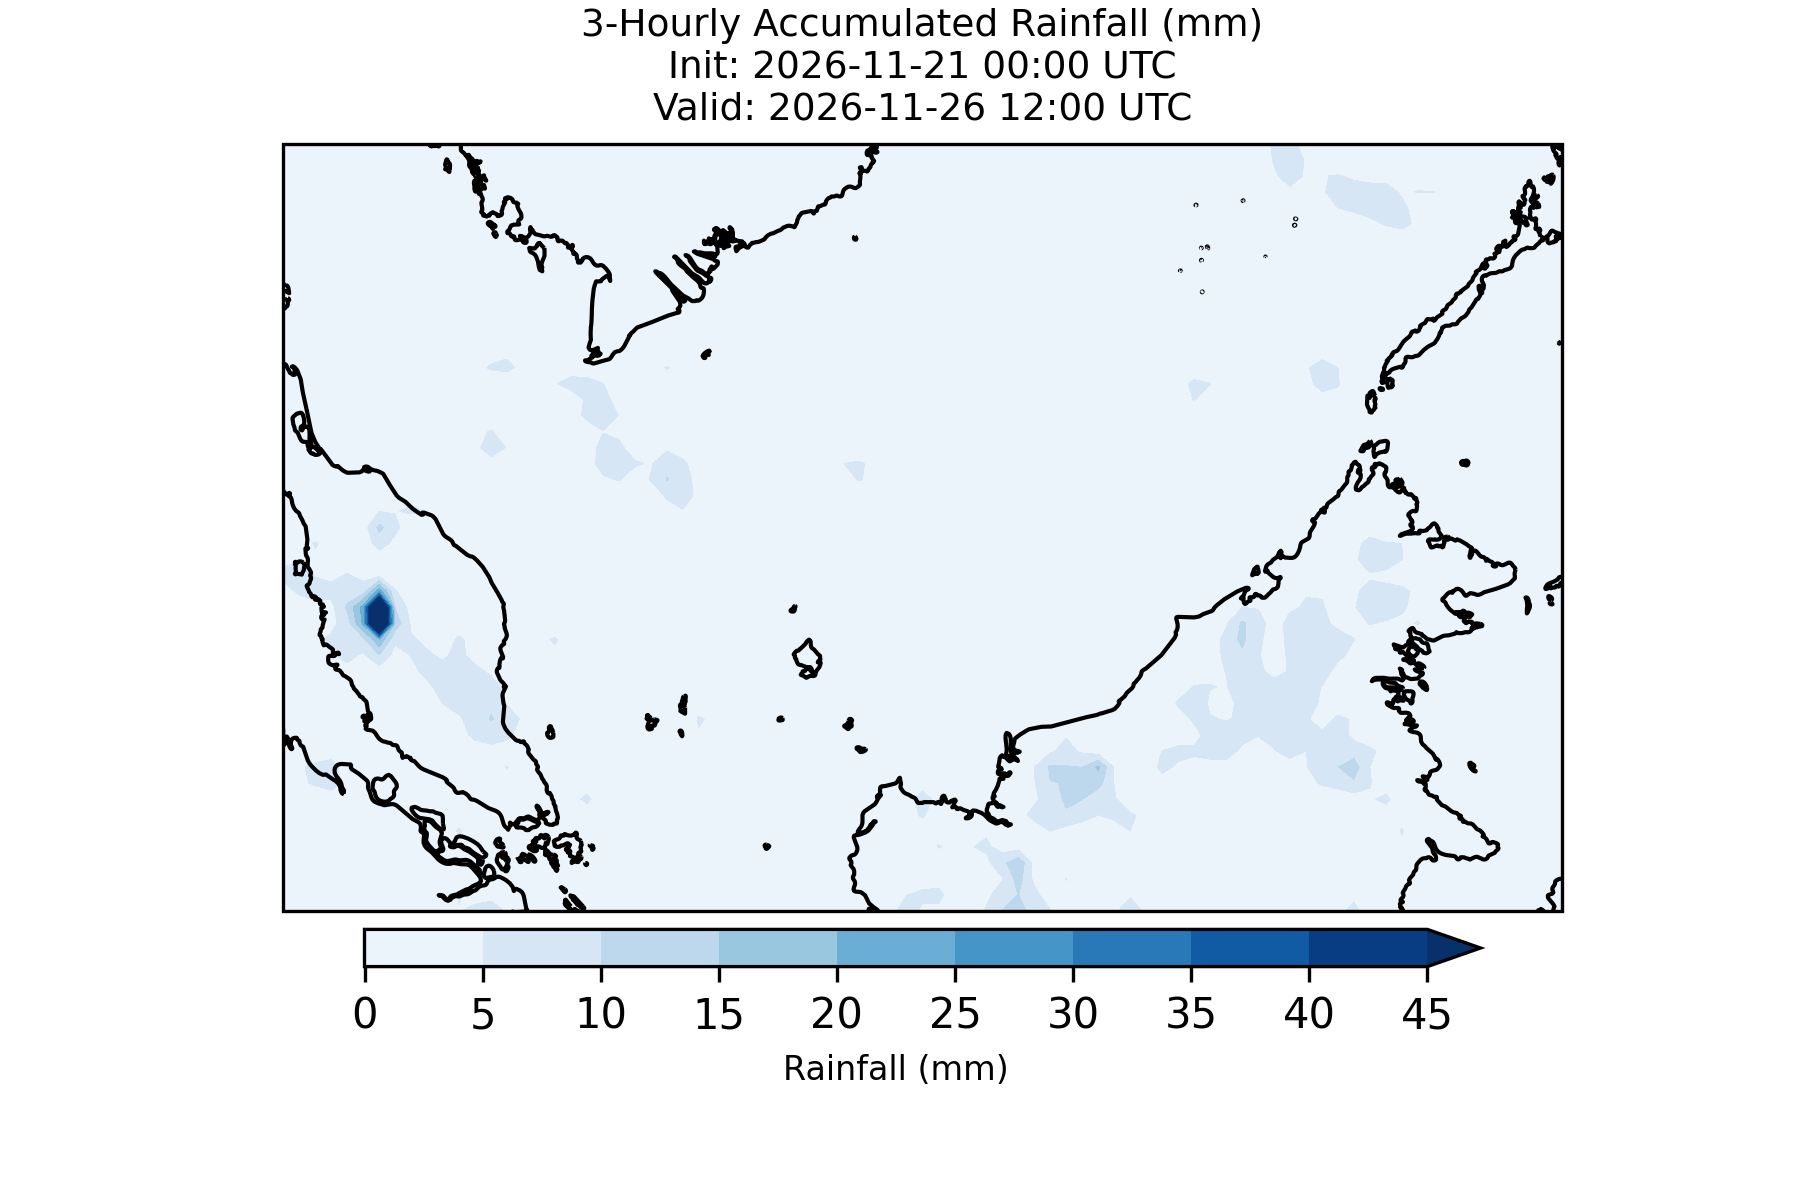 3-Hourly Accumulated Rainfall (mm)
Init: 2026-11-21 00:00 UTC
Valid: 2026-11-26 12:00 UTC
0 5 10 15 20 25 30 35 40 45
Rainfall (mm)